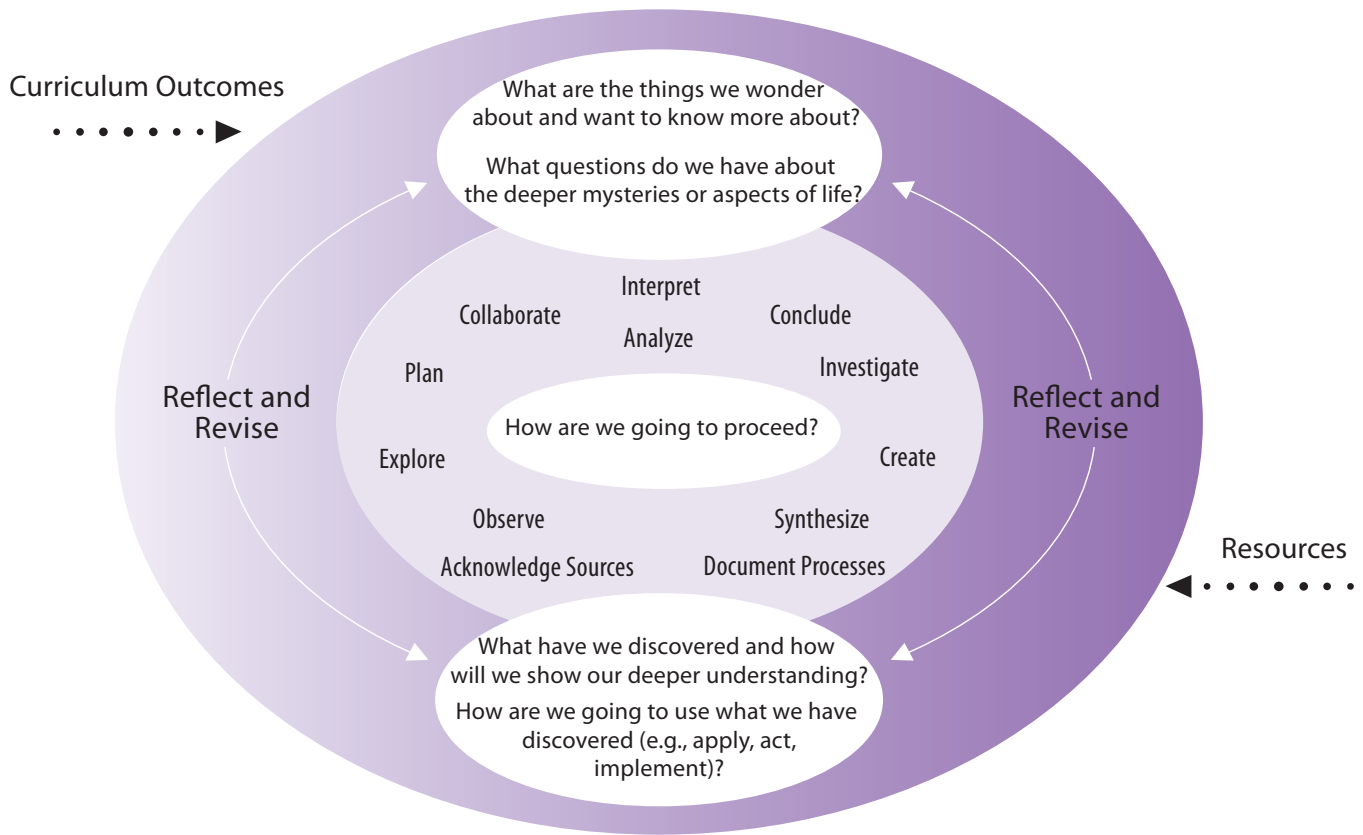 Curriculum Outcomes
What are the things we wonder
about and want to know more about?
What questions do we have about
the deeper mysteries or aspects of life?
Interpret
Collaborate
Conclude
Analyze
Plan
Investigate
Reflect and
Revise
How are we going to proceed?
Reflect and
Revise
Explore
Create
Observe
Synthesize
Acknowledge Sources
Document Processes
Resources
What have we discovered and how
will we show our deeper understanding?
How are we going to use what we have
discovered (e.g., apply, act,
implement)?